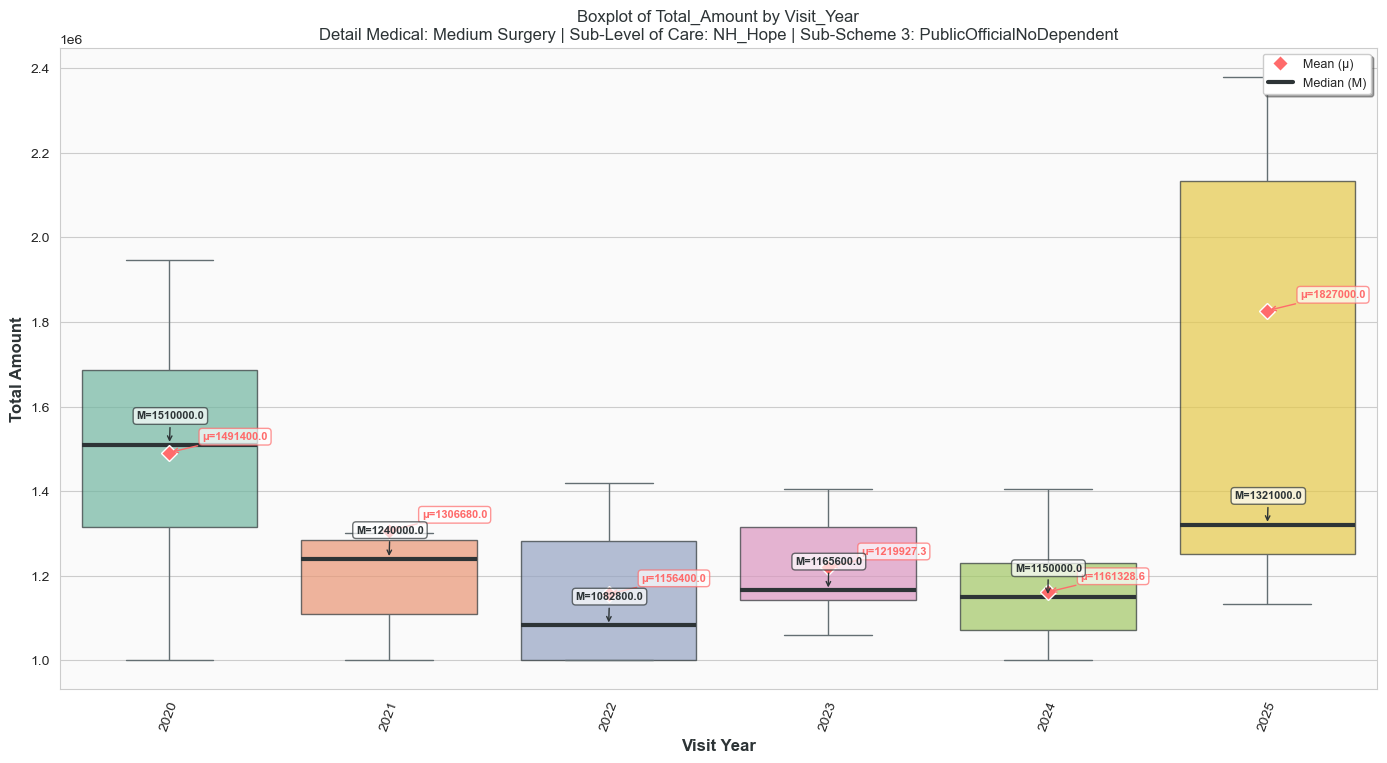 Boxplot of Total_Amount by Visit_Year
Detail Medical: Medium Surgery | Sub-Level of Care: NH_Hope | Sub-Scheme 3: PublicOfficialNoDependent
1e6
Mean (μ)
Median (M)
2.4
2.2
2.0
1.8
1.6
1.4
1.2
1.0
Total Amount
M=1510000.0
μ=1491400.0
μ=1306680.0
M=1240000.0
μ=1156400.0
M=1082800.0
μ=1219927.3
M=1165600.0
M=1150000.0
μ=1161328.6
μ=1827000.0
M=1321000.0
2020
2021
2022
2023
2024
2025
Visit Year